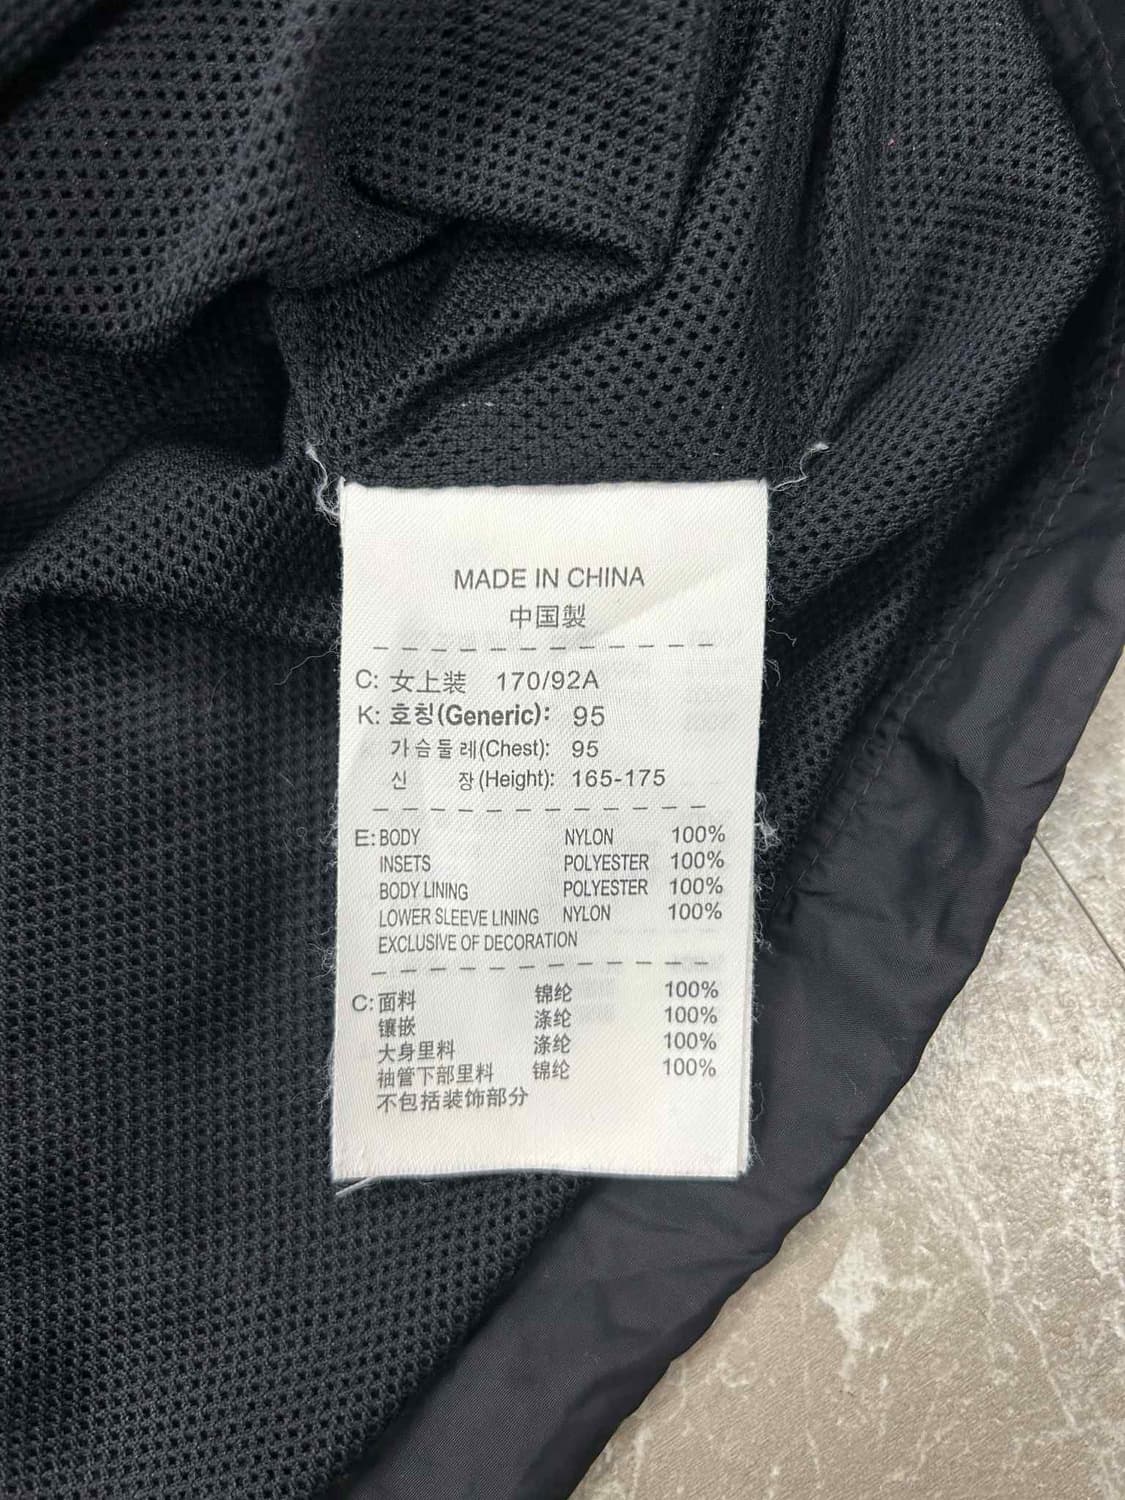 MADE IN CHINA
中国製
C: 女上装 170/92A
K: 호칭(Generic): 95
가슴둘레(Chest): 95
신 장(Height): 165-175
E: BODY NYLON 100%
INSETS POLYESTER 100%
BODY LINING POLYESTER 100%
LOWER SLEEVE LINING NYLON 100%
EXCLUSIVE OF DECORATION
C: 面料 锦纶 100%
镶嵌 涤纶 100%
大身里料 涤纶 100%
袖管下部里料 锦纶 100%
不包括装饰部分